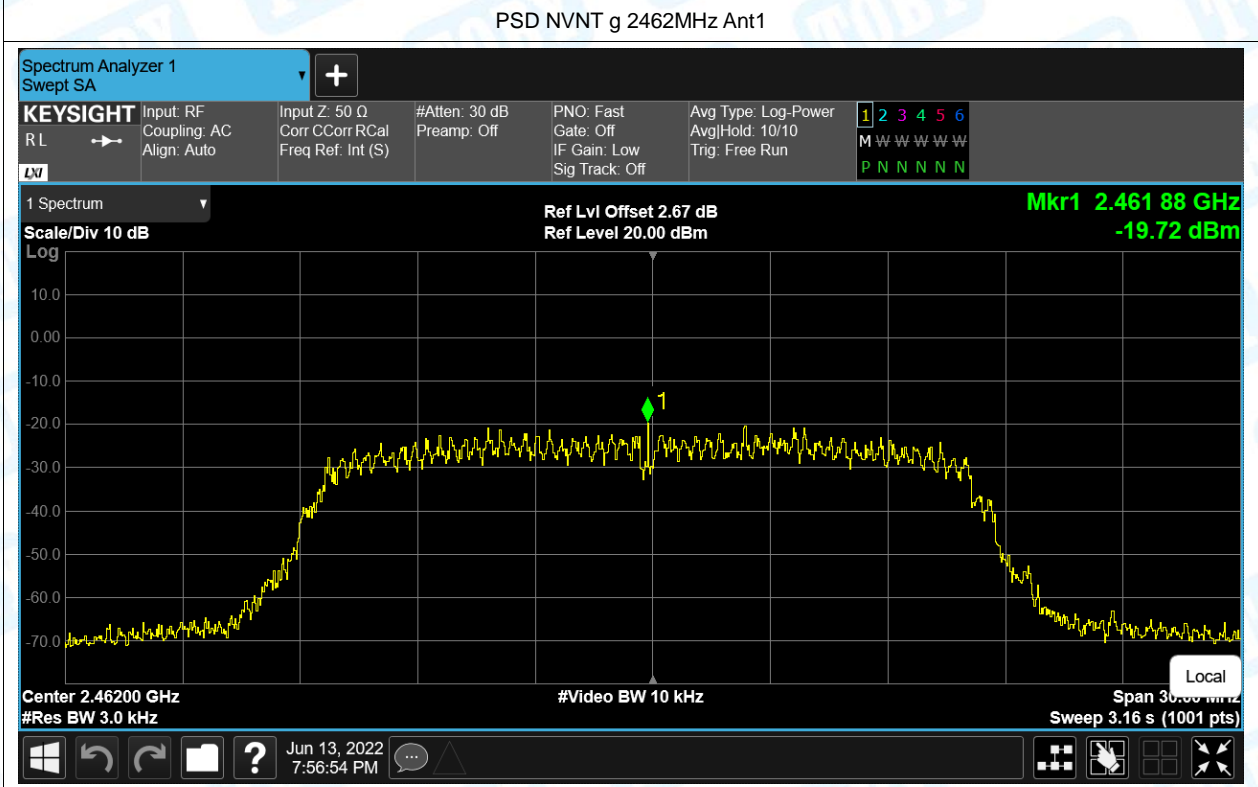 PSD NVNT g 2462MHz Ant1
Spectrum Analyzer 1
Swept SA
KEYSIGHT
R L
LXI
Input: RF
Coupling: AC
Align: Auto
Input Z: 50 Ω
Corr CCorr RCal
Freq Ref: Int (S)
#Atten: 30 dB
Preamp: Off
PNO: Fast
Gate: Off
IF Gain: Low
Sig Track: Off
Avg Type: Log-Power
Avg|Hold: 10/10
Trig: Free Run
1 2 3 4 5 6
M W W W W W
P N N N N N
1 Spectrum
Scale/Div 10 dB
Ref Lvl Offset 2.67 dB
Ref Level 20.00 dBm
Mkr1 2.461 88 GHz
-19.72 dBm
Log
10.0
0.00
-10.0
1
-20.0
-30.0
-40.0
-50.0
-60.0
-70.0
Local
Center 2.46200 GHz
#Video BW 10 kHz
Span 30.00 MHz
#Res BW 3.0 kHz
Sweep 3.16 s (1001 pts)
Jun 13, 2022
7:56:54 PM